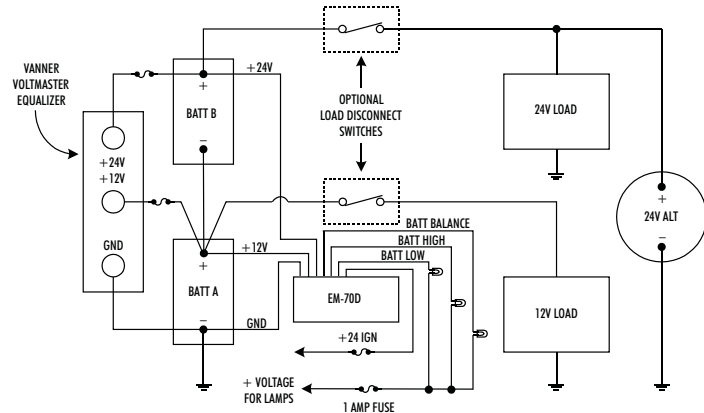 VANNER
VOLTMASTER
EQUALIZER
+24V
+12V
GND
+
BATT B
–
+24V
+
BATT A
–
+12V
GND
OPTIONAL
LOAD DISCONNECT
SWITCHES
BATT BALANCE
BATT HIGH
BATT LOW
EM-70D
+24 IGN
+ VOLTAGE
FOR LAMPS
1 AMP FUSE
24V LOAD
12V LOAD
+
24V ALT
–